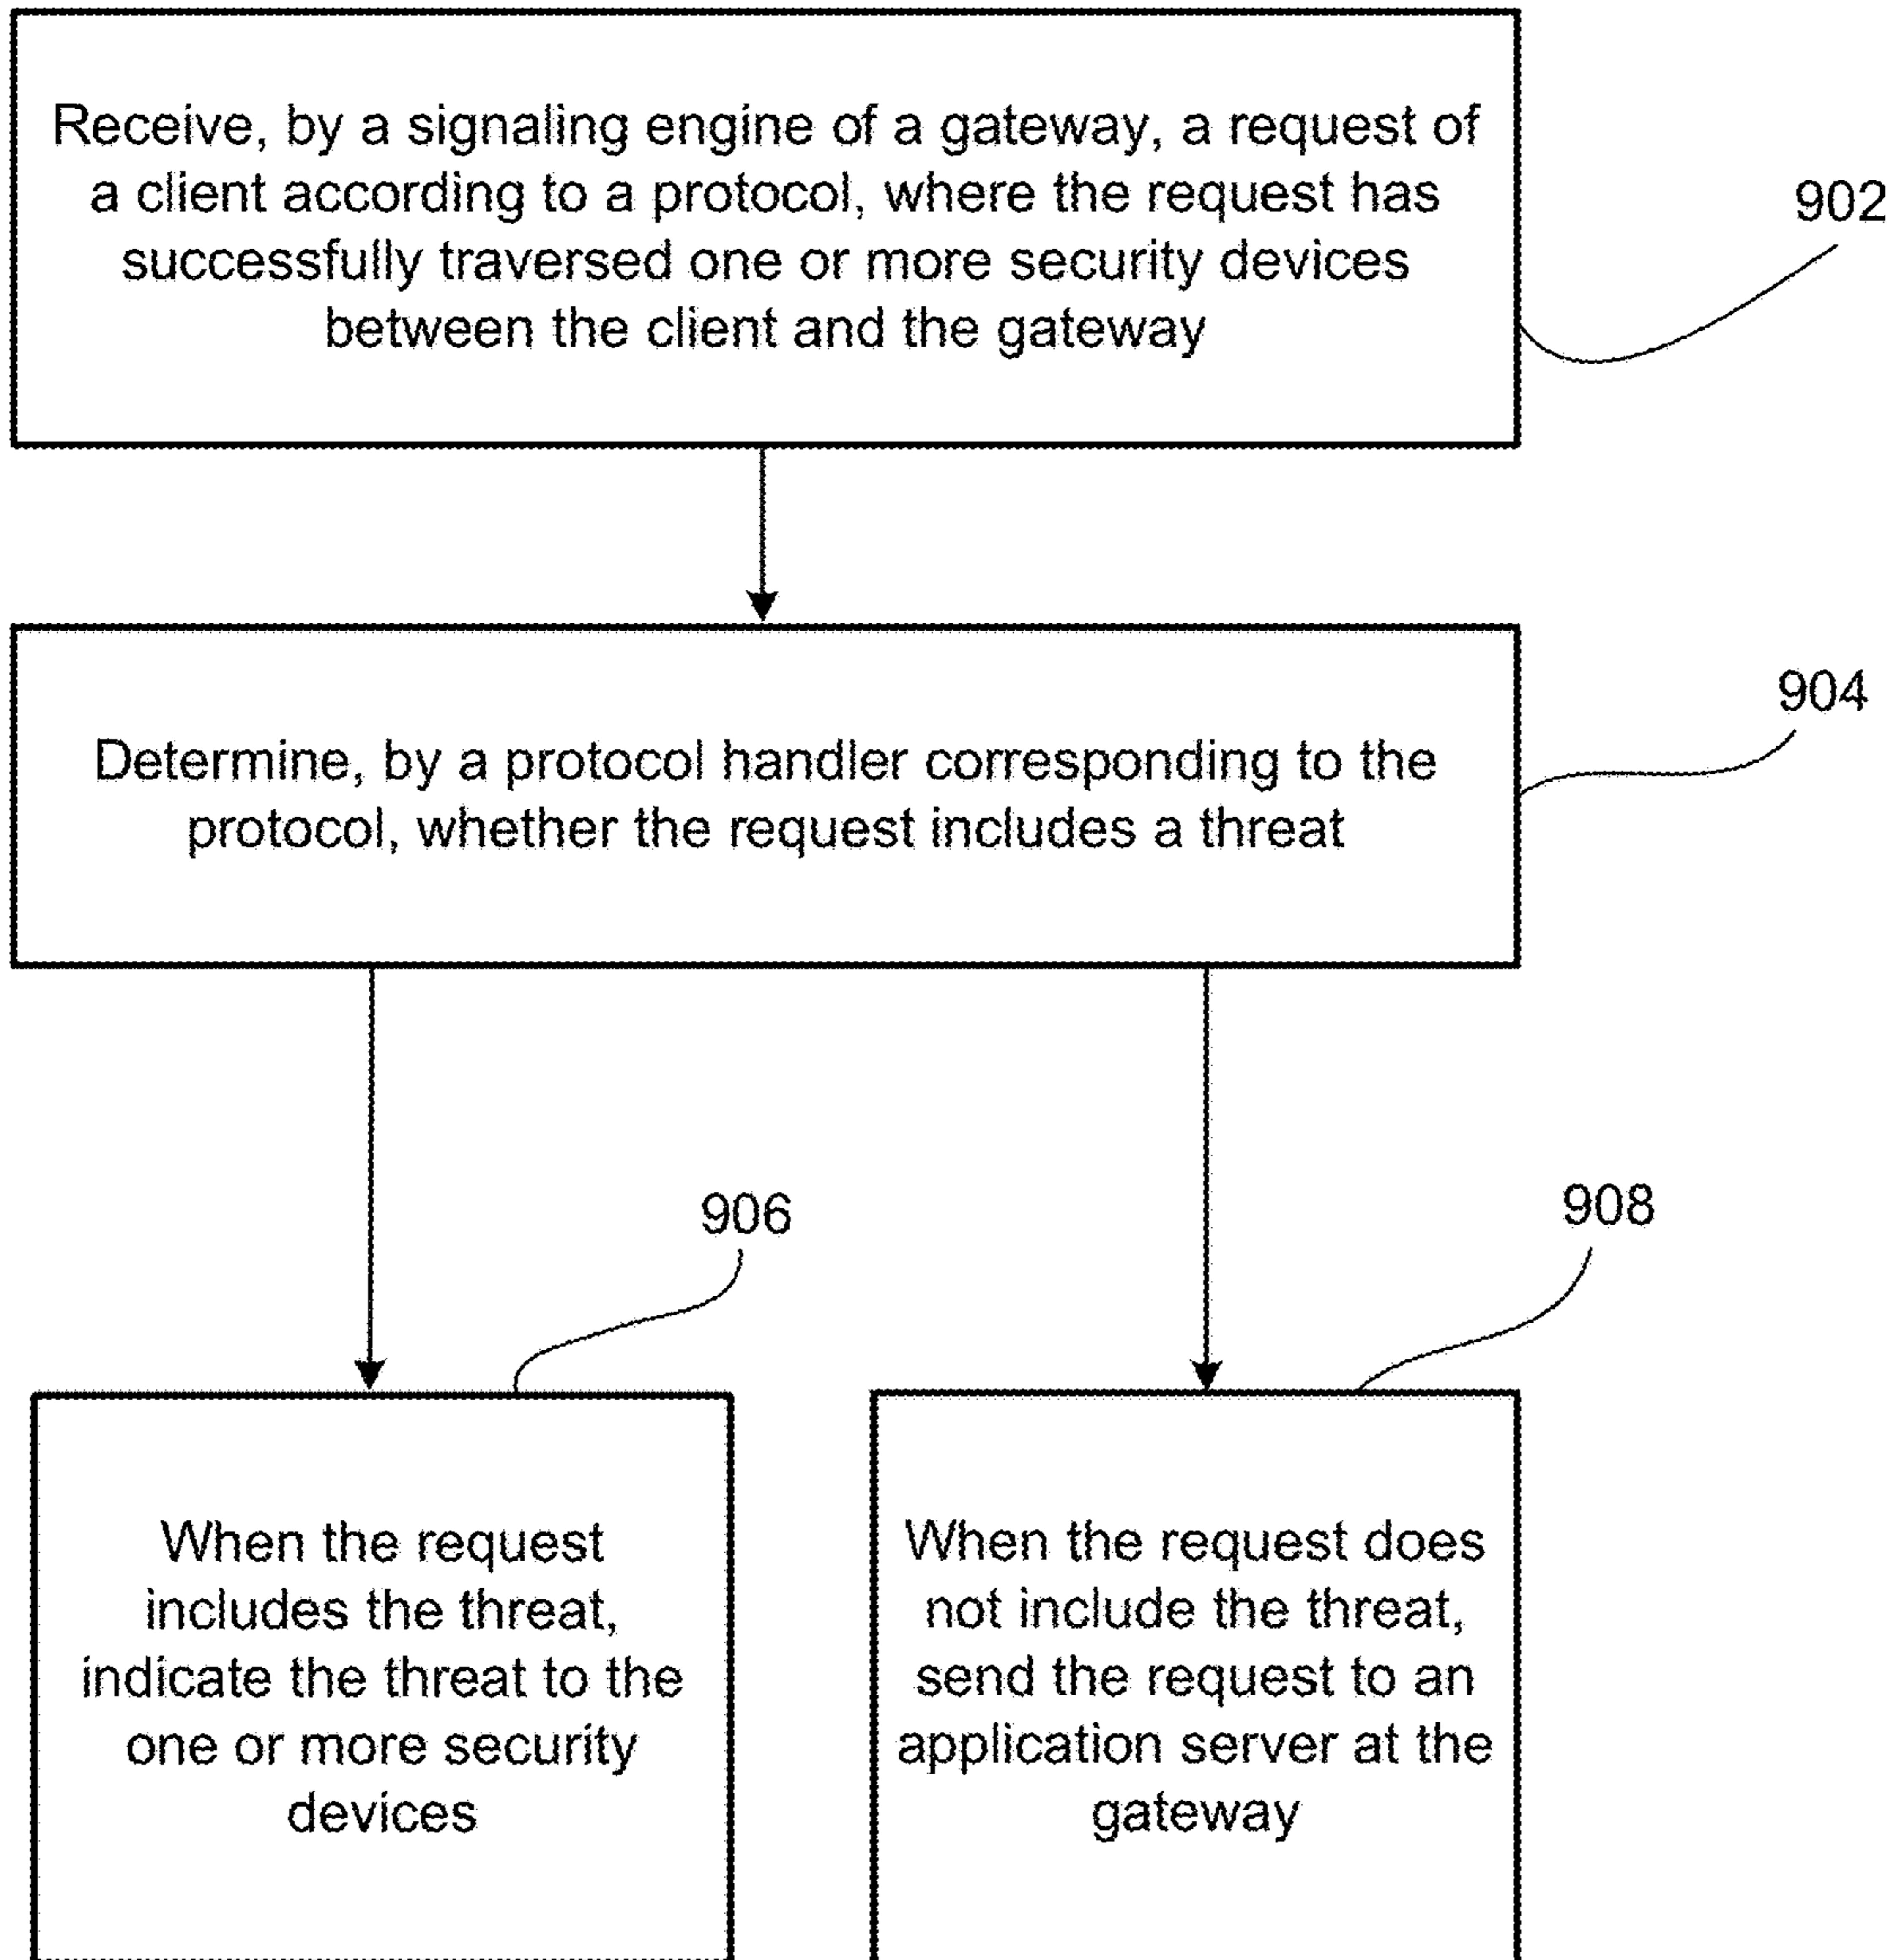 Receive, by a signaling engine of a gateway, a request of
a client according to a protocol, where the request has
successfully traversed one or more security devices
between the client and the gateway
902
Determine, by a protocol handler corresponding to the
protocol, whether the request includes a threat
904
906
When the request
includes the threat,
indicate the threat to the
one or more security
devices
908
When the request does
not include the threat,
send the request to an
application server at the
gateway